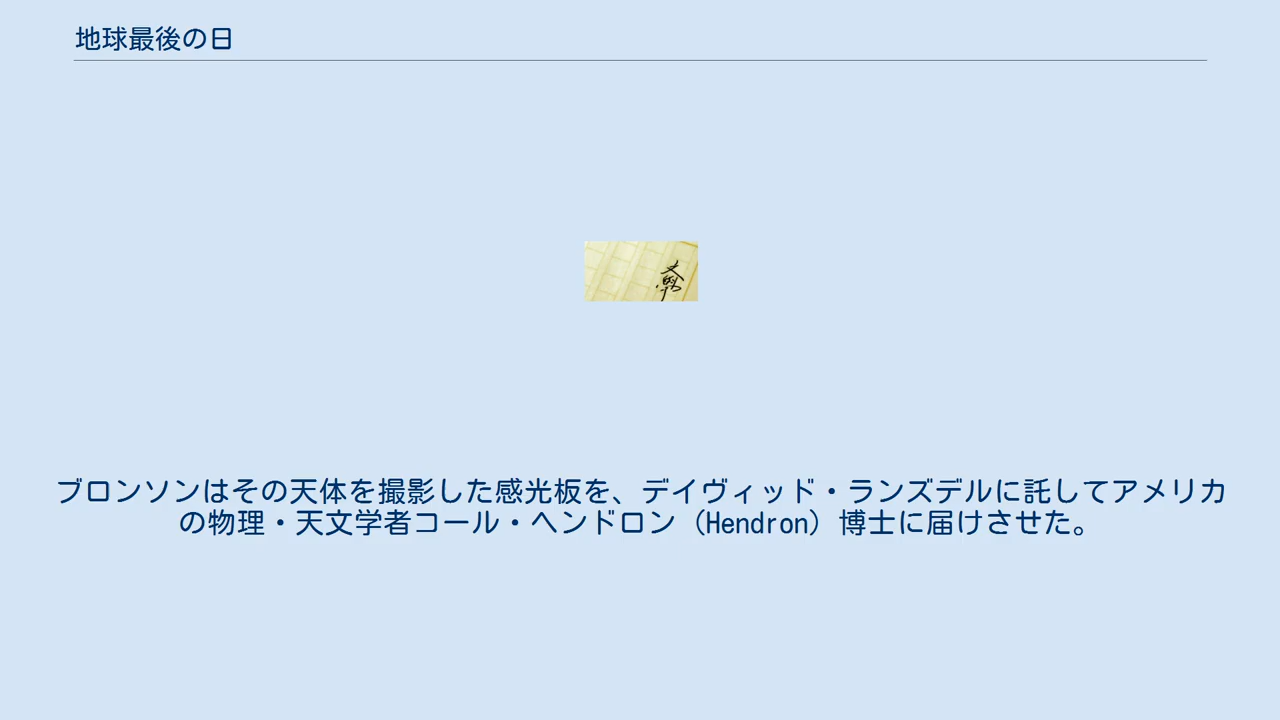 地球最後の日
ブロンソンはその天体を撮影した感光板を、デイヴィッド・ランズデルに託してアメリカ
の物理・天文学者コール・ヘンドロン（Hendron）博士に届けさせた。